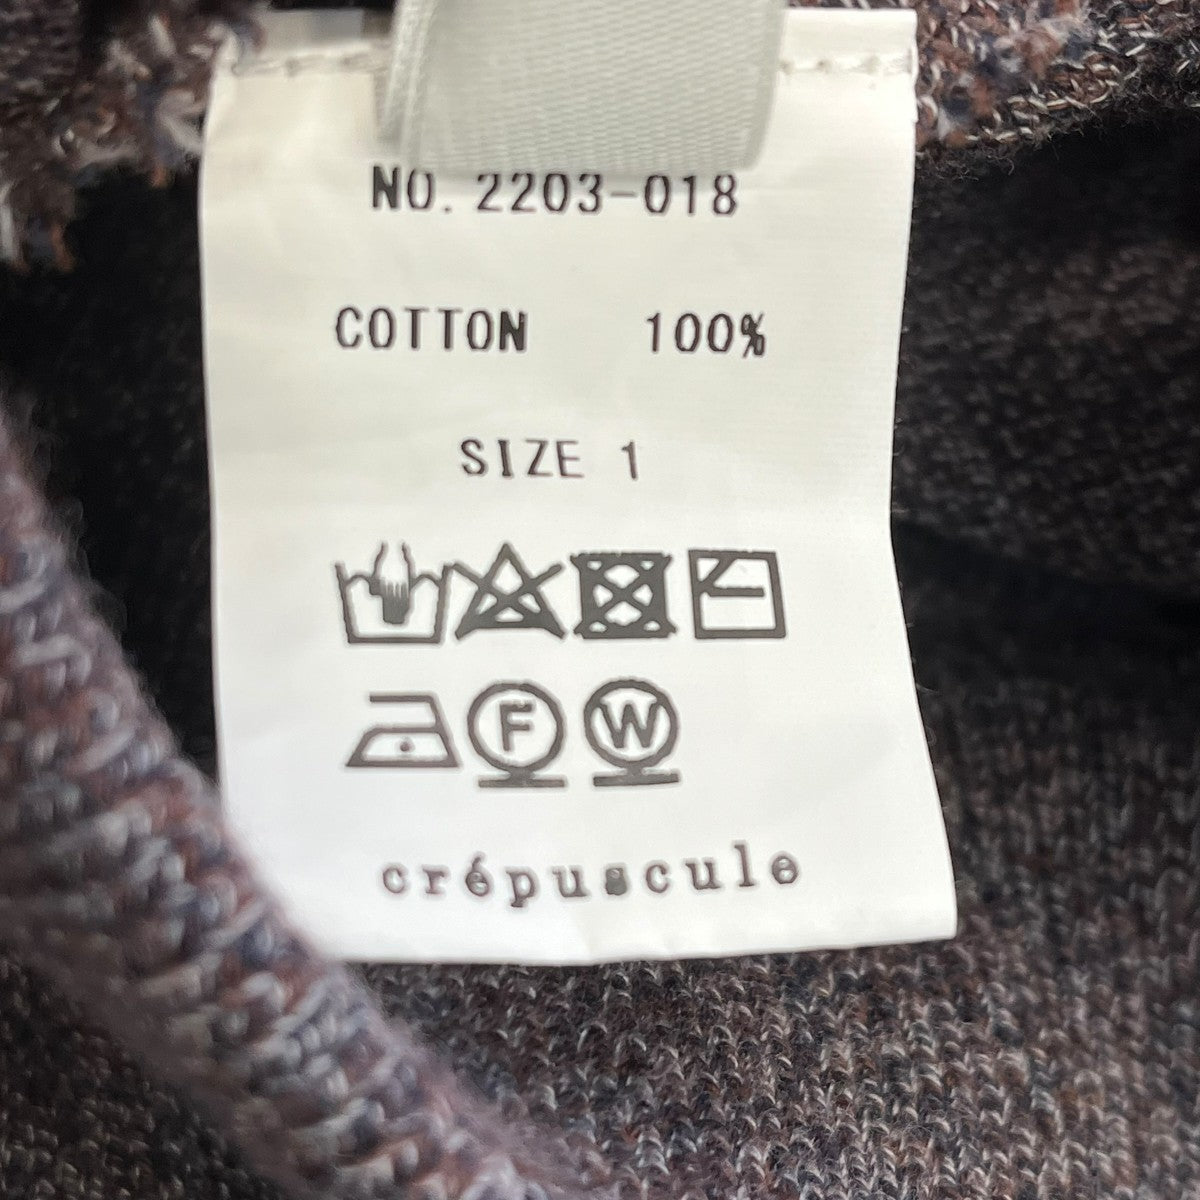 NO. 2203-018
COTTON 100%
SIZE 1
F W
crépuscule